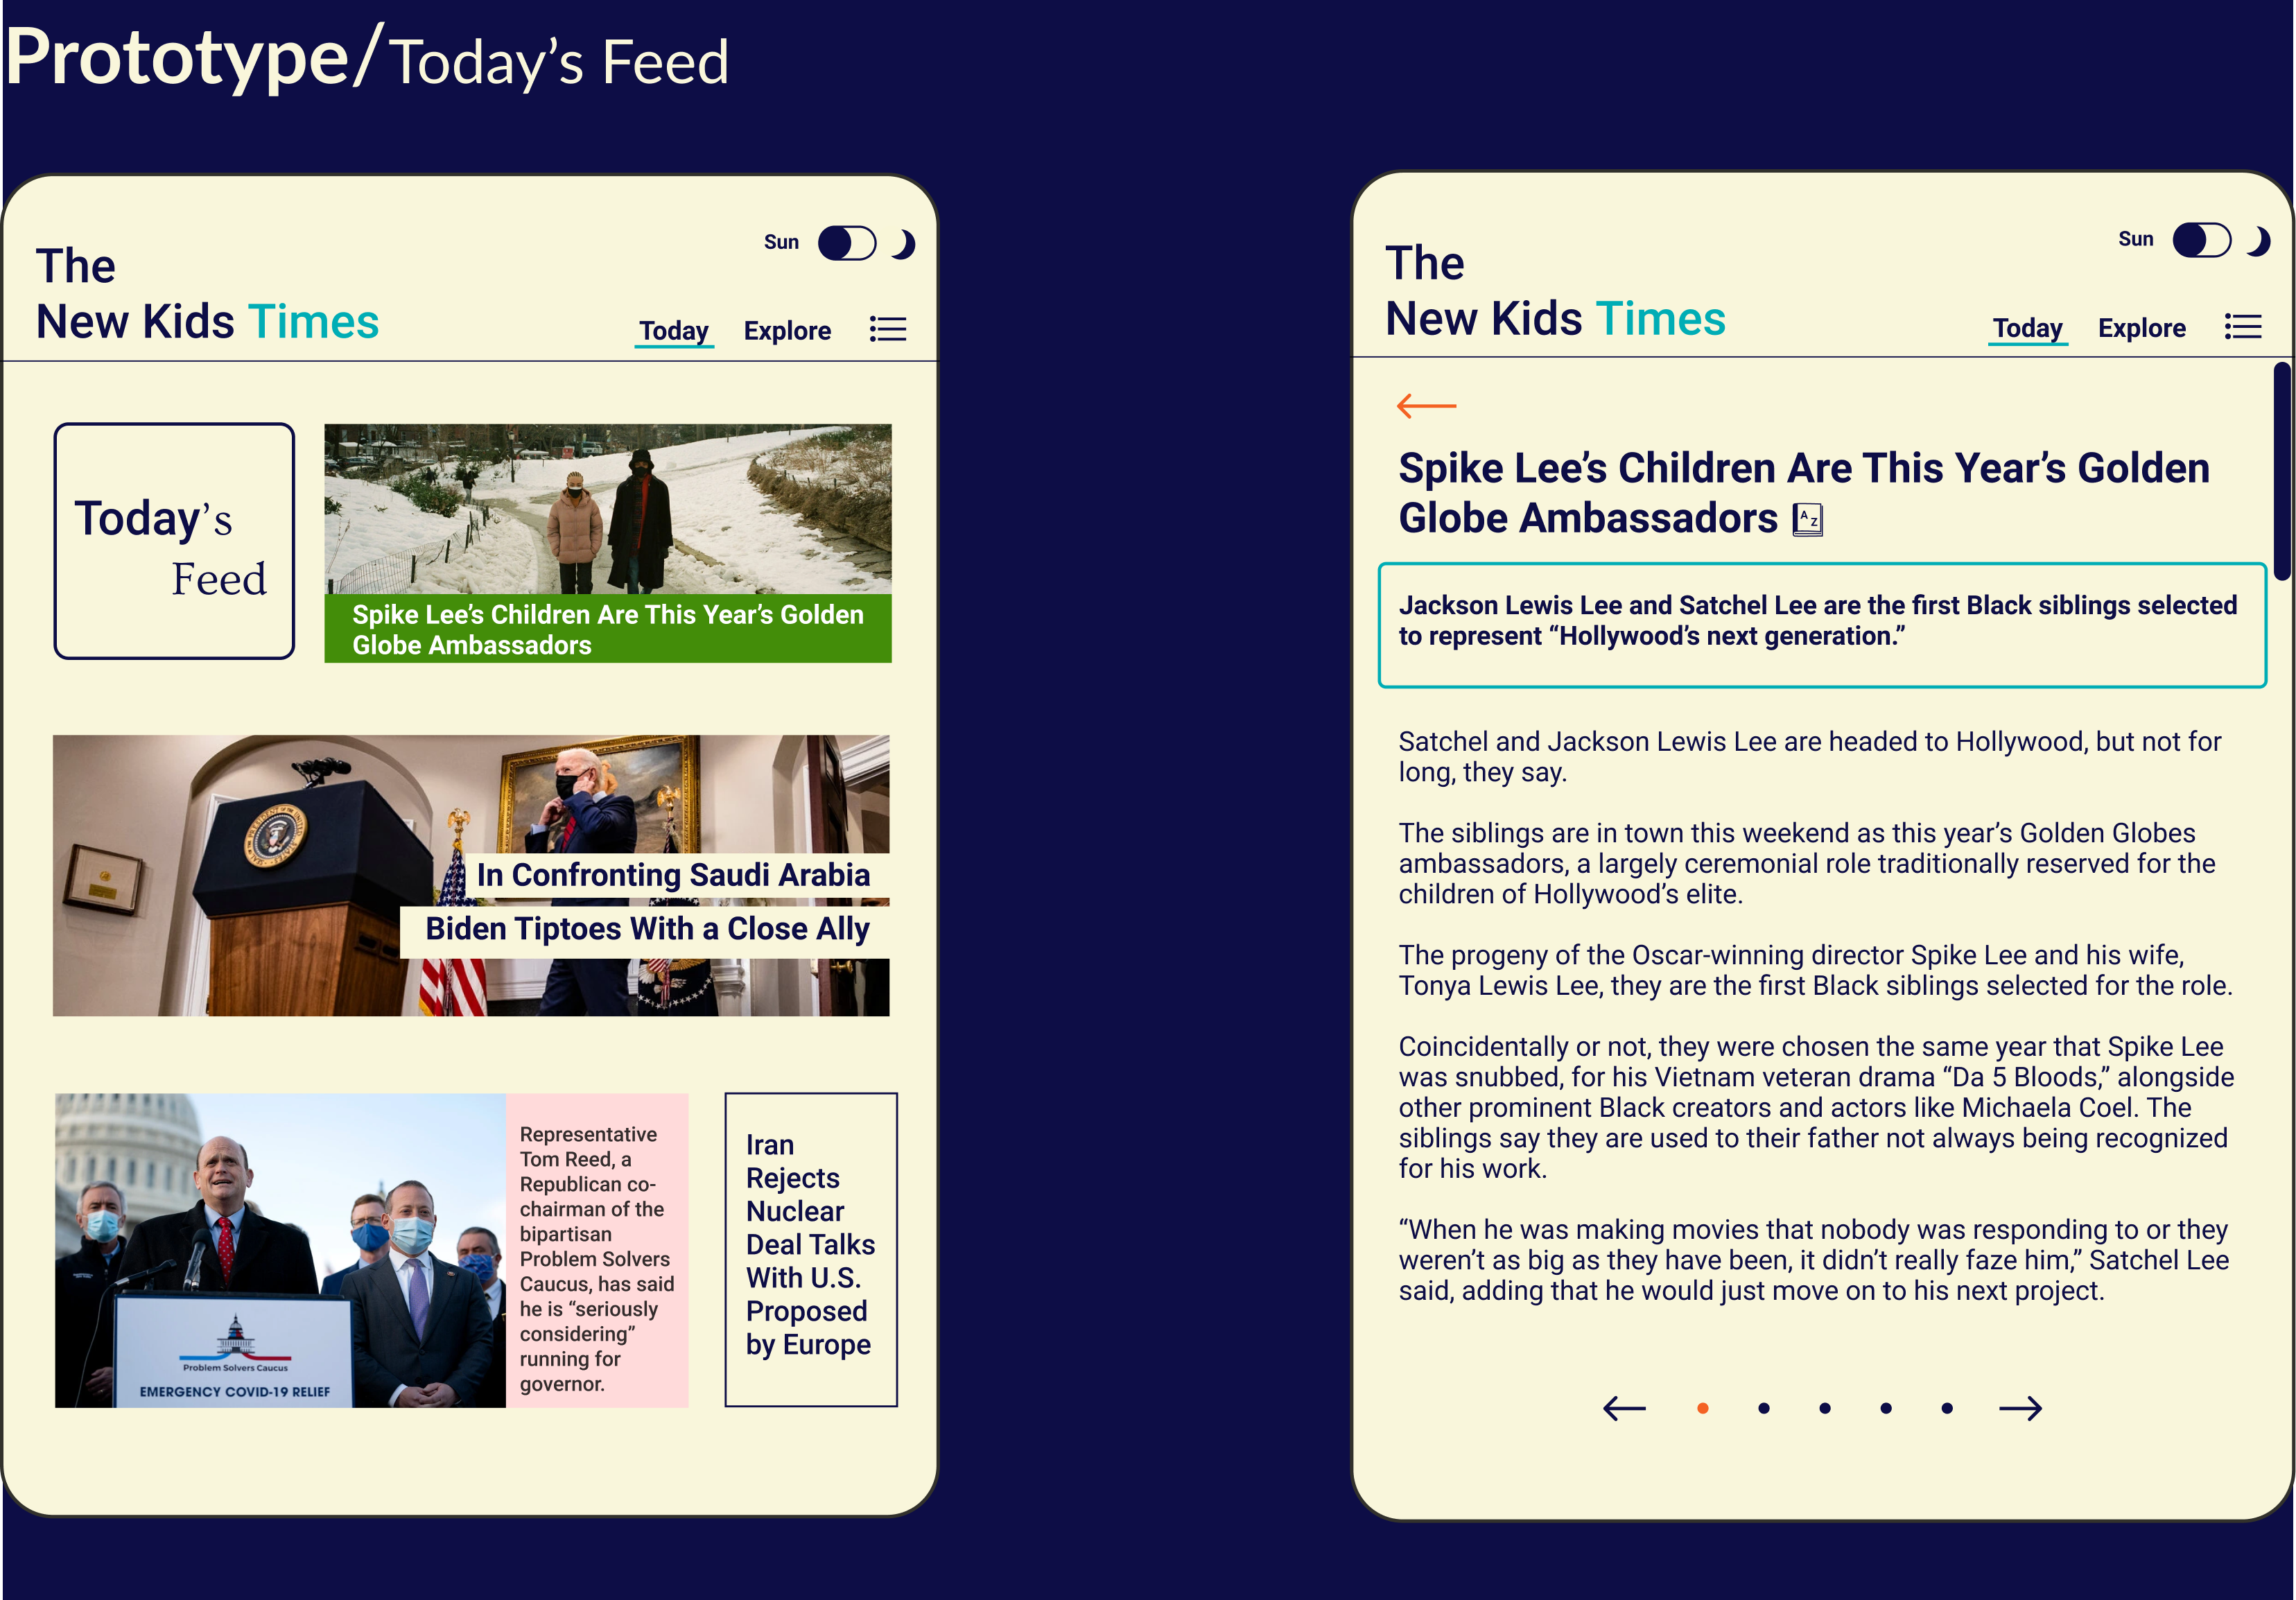 Prototype/Today’s Feed
Sun
The
New Kids Times
Today Explore
Today’s
Feed
Spike Lee’s Children Are This Year’s Golden
Globe Ambassadors
In Confronting Saudi Arabia
Biden Tiptoes With a Close Ally
Problem Solvers Caucus
EMERGENCY COVID-19 RELIEF
Representative
Tom Reed, a
Republican co-
chairman of the
bipartisan
Problem Solvers
Caucus, has said
he is “seriously
considering”
running for
governor.
Iran
Rejects
Nuclear
Deal Talks
With U.S.
Proposed
by Europe
Sun
The
New Kids Times
Today Explore
Spike Lee’s Children Are This Year’s Golden
Globe Ambassadors
A Z
Jackson Lewis Lee and Satchel Lee are the first Black siblings selected
to represent “Hollywood’s next generation.”
Satchel and Jackson Lewis Lee are headed to Hollywood, but not for
long, they say.
The siblings are in town this weekend as this year’s Golden Globes
ambassadors, a largely ceremonial role traditionally reserved for the
children of Hollywood’s elite.
The progeny of the Oscar-winning director Spike Lee and his wife,
Tonya Lewis Lee, they are the first Black siblings selected for the role.
Coincidentally or not, they were chosen the same year that Spike Lee
was snubbed, for his Vietnam veteran drama “Da 5 Bloods,” alongside
other prominent Black creators and actors like Michaela Coel. The
siblings say they are used to their father not always being recognized
for his work.
“When he was making movies that nobody was responding to or they
weren’t as big as they have been, it didn’t really faze him,” Satchel Lee
said, adding that he would just move on to his next project.